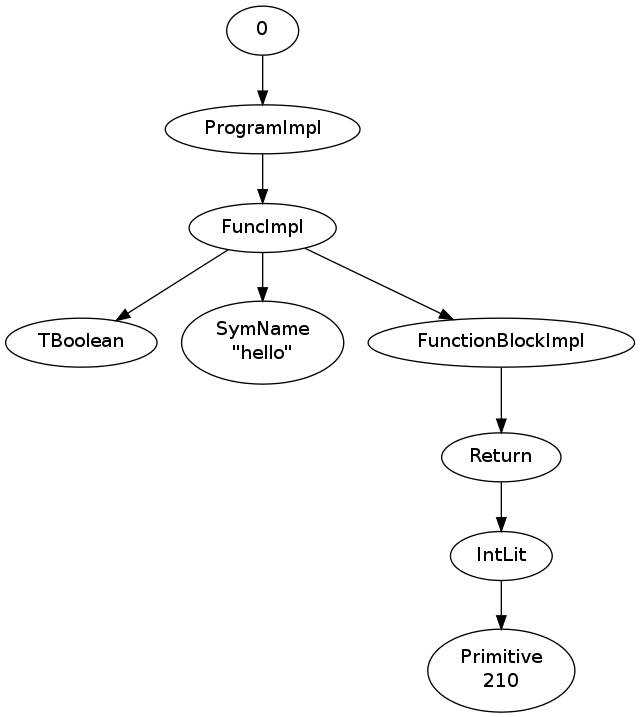 0
ProgramImpl
FuncImpl
TBoolean
SymName
"hello"
FunctionBlockImpl
Return
IntLit
Primitive
210